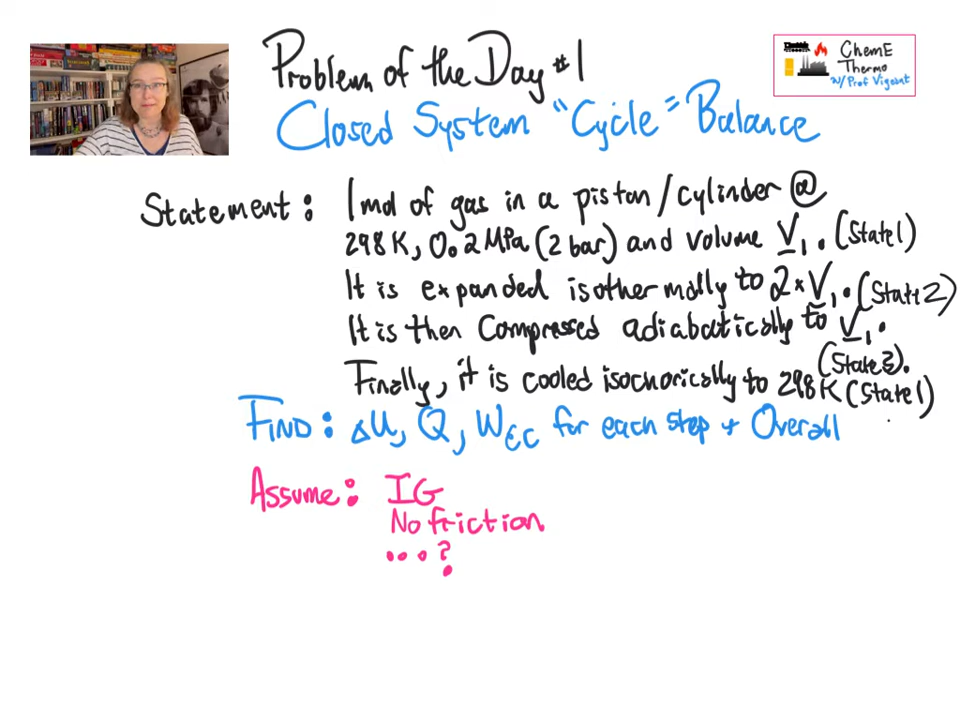 Problem of the Day #1
ChemE
Thermo
w/ Prof Vigeant
Closed System "Cycle" Balance
Statement: 1 mol of gas in a piston/cylinder @
298 K, 0.2 MPa (2 bar) and volume V1. (State 1)
It is expanded isothermally to 2 * V1. (State 2)
It is then compressed adiabatically to V1.
(State 3).
Finally, it is cooled isochorically to 298K (State 1)
FIND: ΔU, Q, WEC for each step + Overall
Assume: IG
No friction
...?